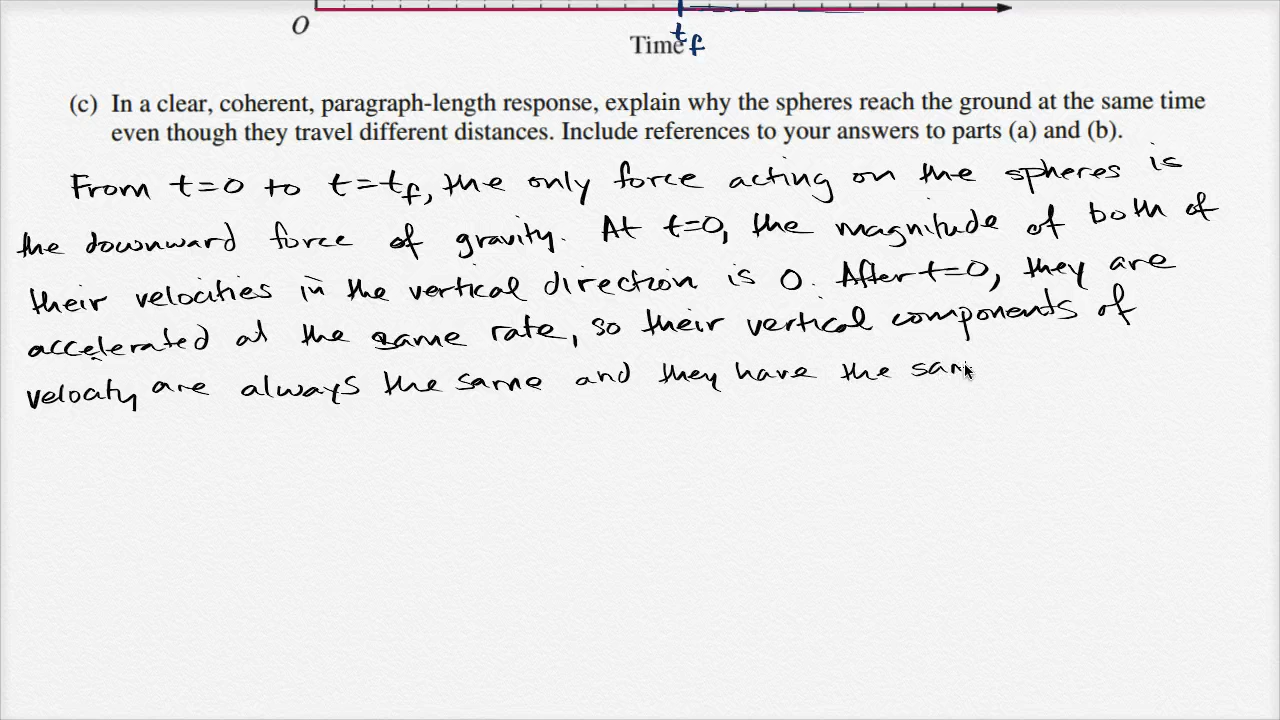 O
Time
tf
(c) In a clear, coherent, paragraph-length response, explain why the spheres reach the ground at the same time
even though they travel different distances. Include references to your answers to parts (a) and (b).
From t=0 to t=tf, the only force acting on the spheres is
the downward force of gravity. At t=0, the magnitude of both of
their velocities in the vertical direction is 0. After t=0, they are
accelerated at the same rate, so their vertical components of
velocity are always the same and they have the sam